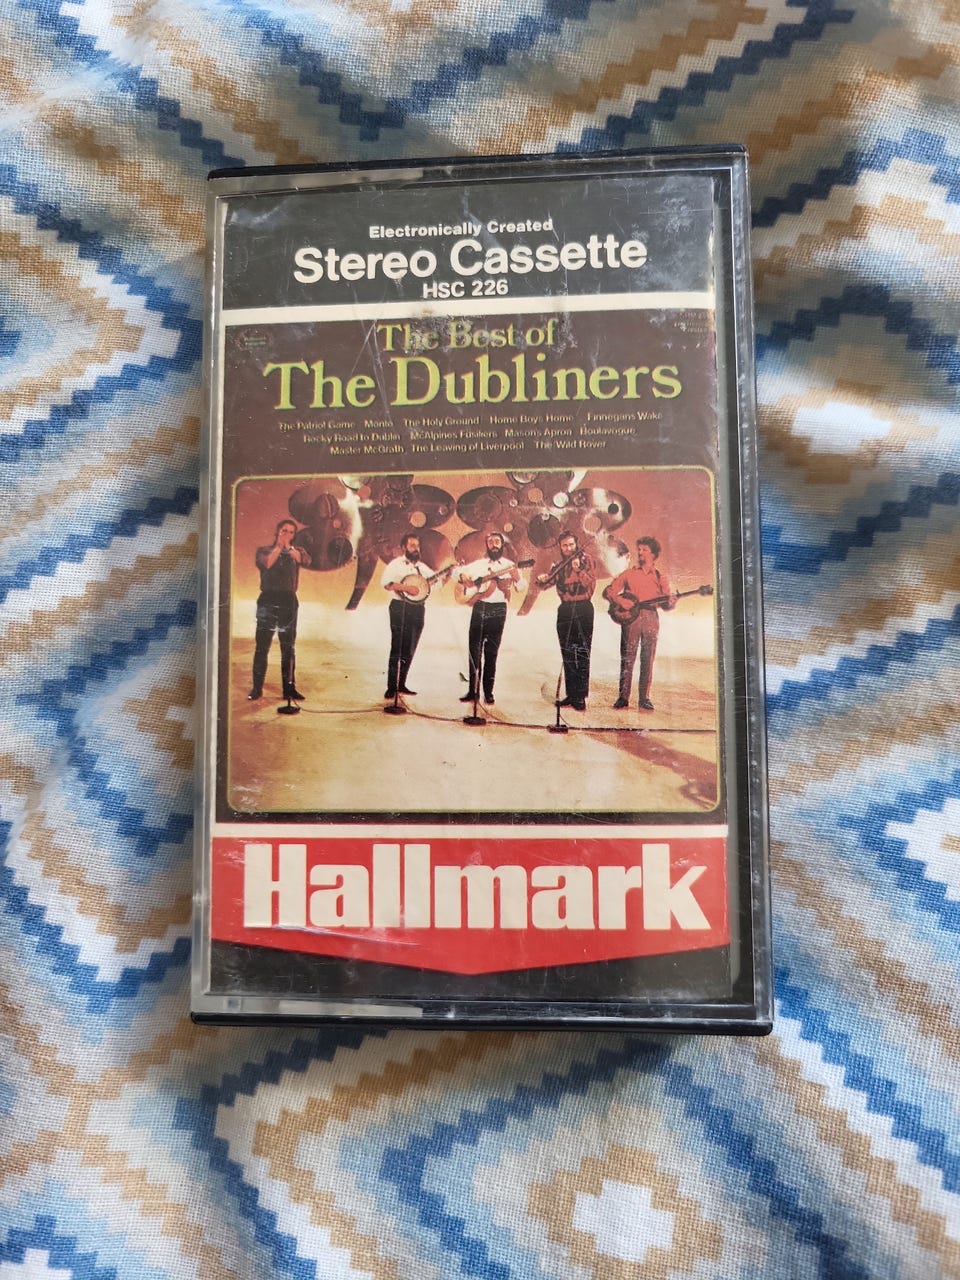 Electronically Created
Stereo Cassette
HSC 226
The Best of
The Dubliners
The Patriot Game Monto The Holy Ground Home Boys Home Finnegans Wake
Rocky Road to Dublin McAlpines Fusiliers Masons Apron Boulavogue
Master McGrath The Leaving of Liverpool The Wild Rover
Hallmark